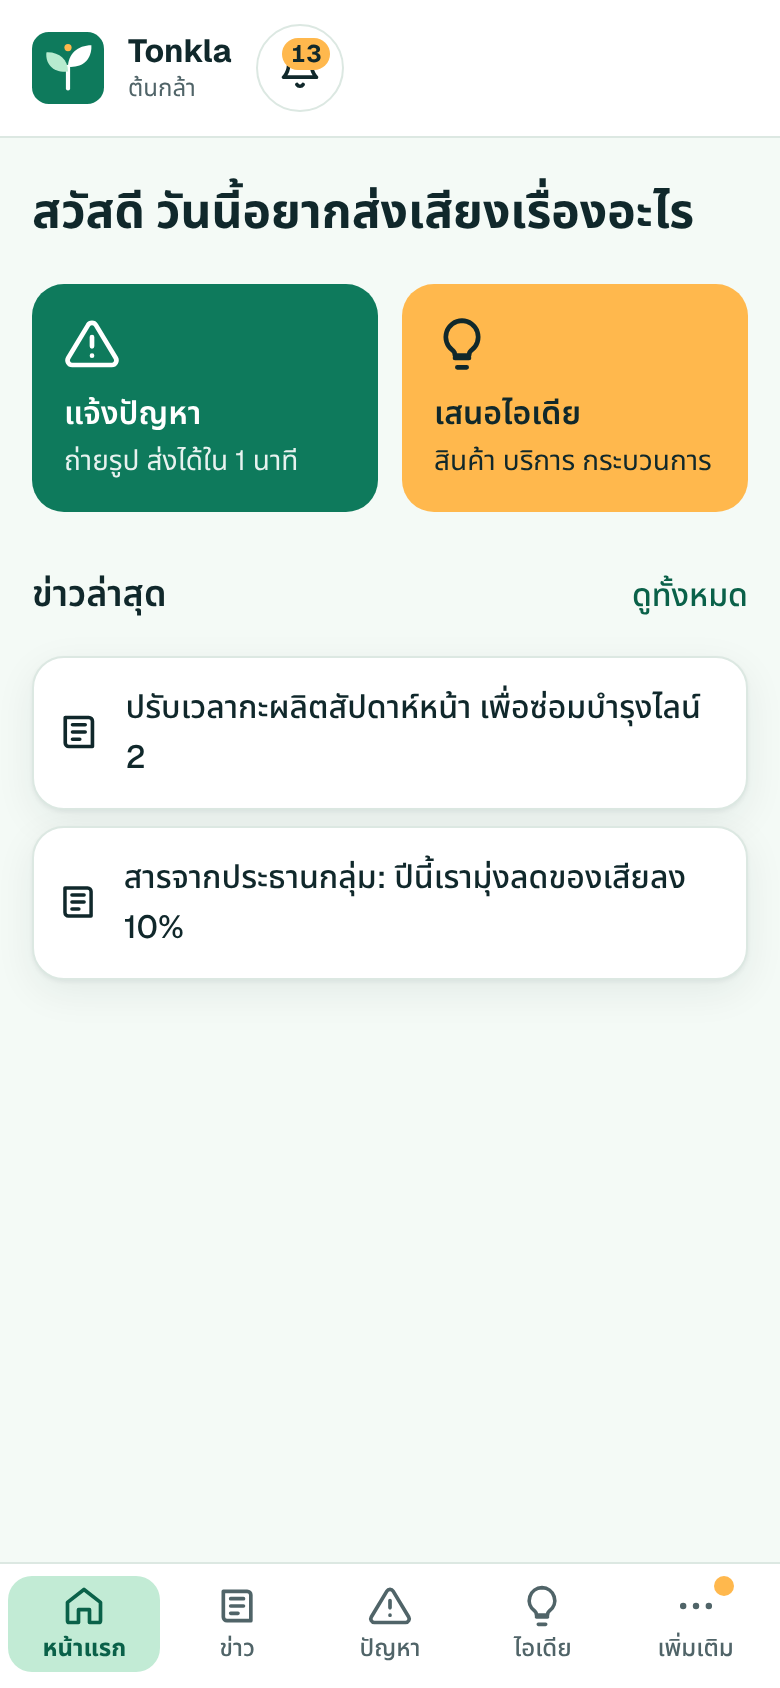 Tonkla
ต้นกล้า
13
สวัสดี วันนี้อยากส่งเสียงเรื่องอะไร
แจ้งปัญหา
ถ่ายรูป ส่งได้ใน 1 นาที
เสนอไอเดีย
สินค้า บริการ กระบวนการ
ข่าวล่าสุด
ดูทั้งหมด
ปรับเวลากะผลิตสัปดาห์หน้า เพื่อซ่อมบำรุงไลน์
2
สารจากประธานกลุ่ม: ปีนี้เรามุ่งลดของเสียลง
10%
หน้าแรก
ข่าว
ปัญหา
ไอเดีย
เพิ่มเติม